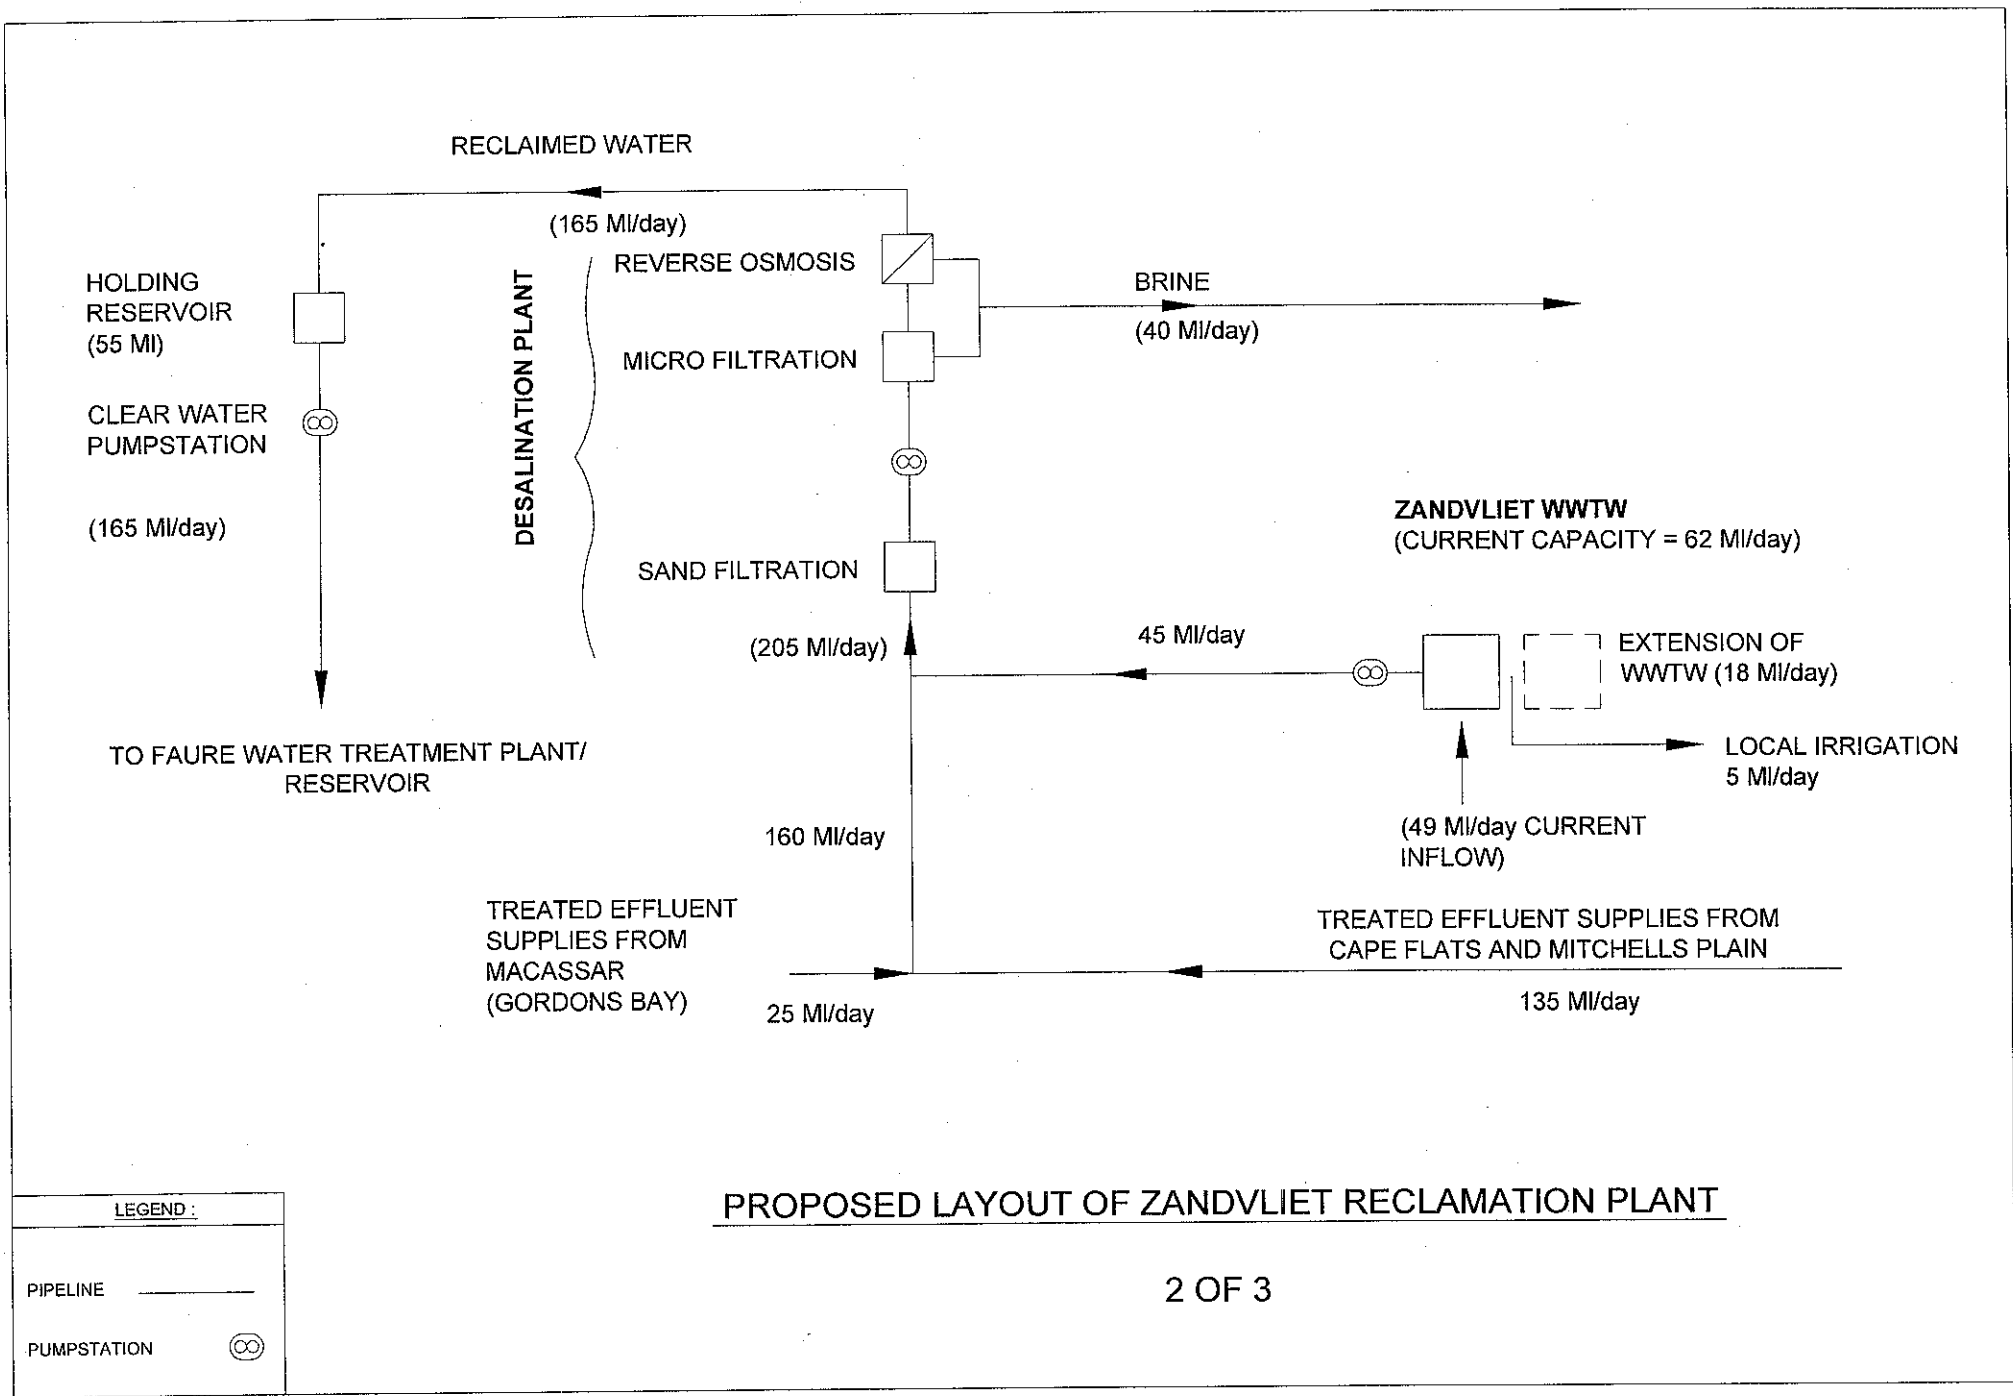 RECLAIMED WATER
(165 Ml/day)
REVERSE OSMOSIS
HOLDING
RESERVOIR
(55 Ml)
BRINE
(40 Ml/day)
DESALINATION PLANT
MICRO FILTRATION
CLEAR WATER
PUMPSTATION
(165 Ml/day)
ZANDVLIET WWTW
(CURRENT CAPACITY = 62 Ml/day)
SAND FILTRATION
(205 Ml/day)
45 Ml/day
EXTENSION OF
WWTW (18 Ml/day)
LOCAL IRRIGATION
5 Ml/day
TO FAURE WATER TREATMENT PLANT/
RESERVOIR
160 Ml/day
(49 Ml/day CURRENT
INFLOW)
TREATED EFFLUENT
SUPPLIES FROM
MACASSAR
(GORDONS BAY)
25 Ml/day
TREATED EFFLUENT SUPPLIES FROM
CAPE FLATS AND MITCHELLS PLAIN
135 Ml/day
PROPOSED LAYOUT OF ZANDVLIET RECLAMATION PLANT
2 OF 3
LEGEND :
PIPELINE
PUMPSTATION